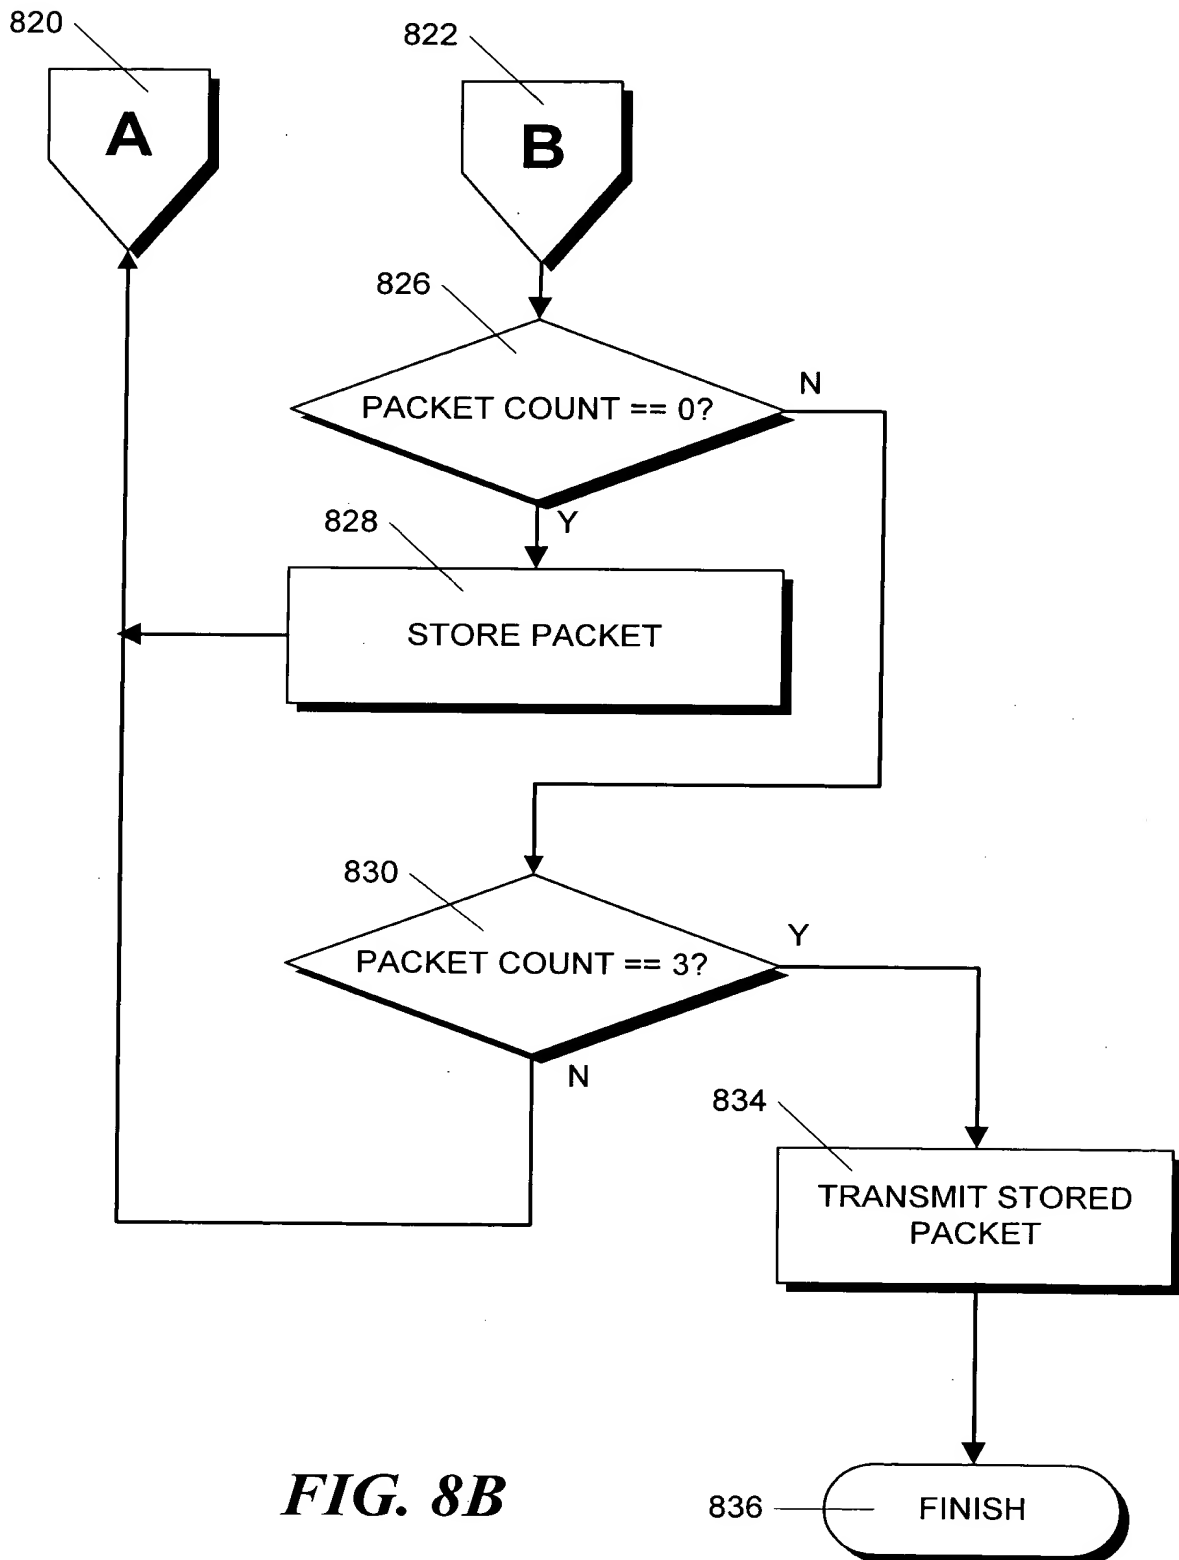 820
822
A
B
826
N
PACKET COUNT == 0?
828
Y
STORE PACKET
830
Y
PACKET COUNT == 3?
N
834
TRANSMIT STORED
PACKET
FIG. 8B
836
FINISH